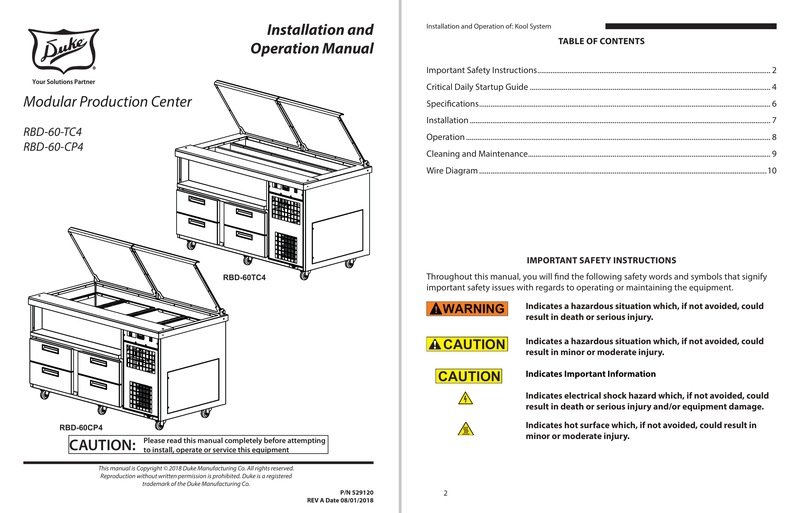 Duke
Your Solutions Partner
Installation and
Operation Manual
Modular Production Center
RBD-60-TC4
RBD-60-CP4
RBD-60TC4
RBD-60CP4
CAUTION: Please read this manual completely before attempting
to install, operate or service this equipment
This manual is Copyright © 2018 Duke Manufacturing Co. All rights reserved.
Reproduction without written permission is prohibited. Duke is a registered
trademark of the Duke Manufacturing Co.
P/N 529120
REV A Date 08/01/2018
Installation and Operation of: Kool System
TABLE OF CONTENTS
Important Safety Instructions 2
Critical Daily Startup Guide 4
Specifications 6
Installation 7
Operation 8
Cleaning and Maintenance 9
Wire Diagram 10
IMPORTANT SAFETY INSTRUCTIONS
Throughout this manual, you will find the following safety words and symbols that signify
important safety issues with regards to operating or maintaining the equipment.
WARNING
Indicates a hazardous situation which, if not avoided, could
result in death or serious injury.
CAUTION
Indicates a hazardous situation which, if not avoided, could
result in minor or moderate injury.
CAUTION
Indicates Important Information
Indicates electrical shock hazard which, if not avoided, could
result in death or serious injury and/or equipment damage.
Indicates hot surface which, if not avoided, could result in
minor or moderate injury.
2